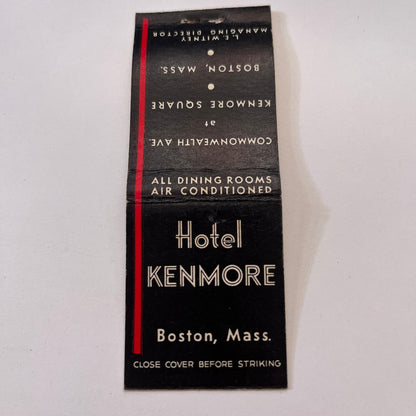 Hotel
KENMORE
Boston, Mass.
CLOSE COVER BEFORE STRIKING
ALL DINING ROOMS
AIR CONDITIONED
COMMONWEALTH AVE.
at
KENMORE SQUARE
BOSTON, MASS.
L. E. WITNEY
MANAGING DIRECTOR